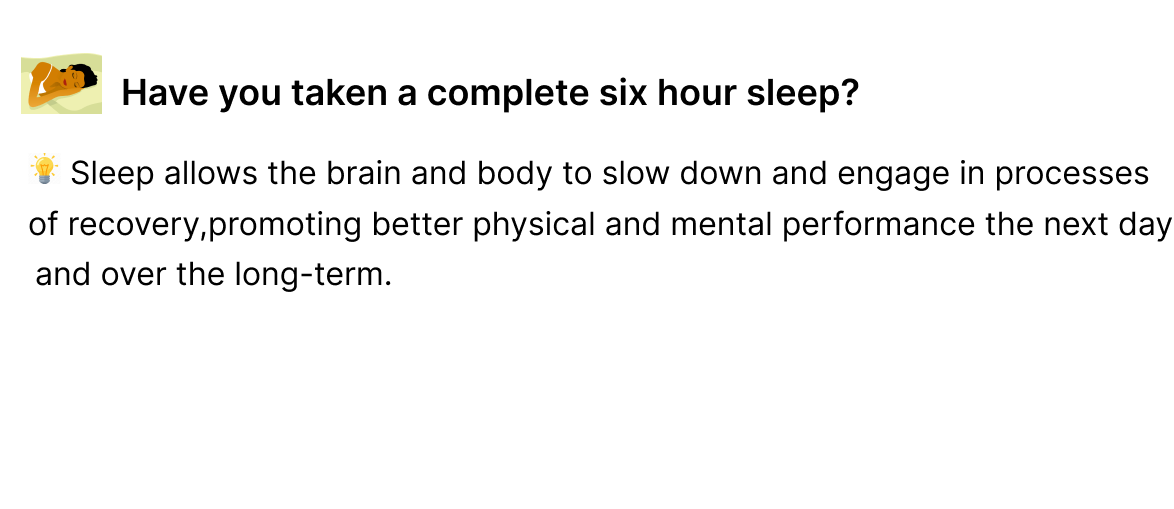 Have you taken a complete six hour sleep?
Sleep allows the brain and body to slow down and engage in processes
of recovery,promoting better physical and mental performance the next day
and over the long-term.